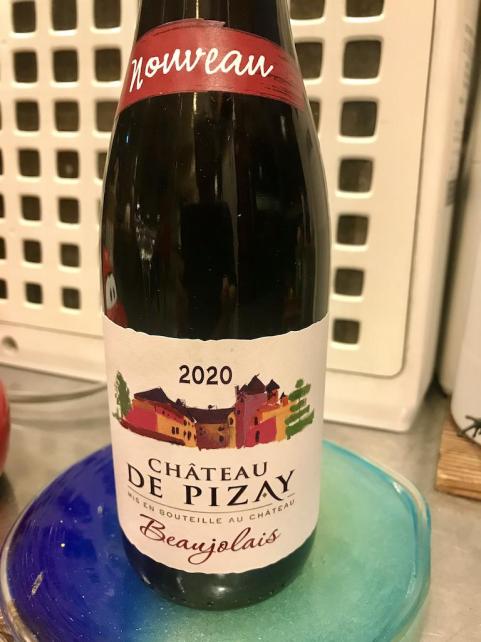 Nouveau
2020
CHÂTEAU
DE PIZAY
MIS EN BOUTEILLE AU CHÂTEAU
Beaujolais